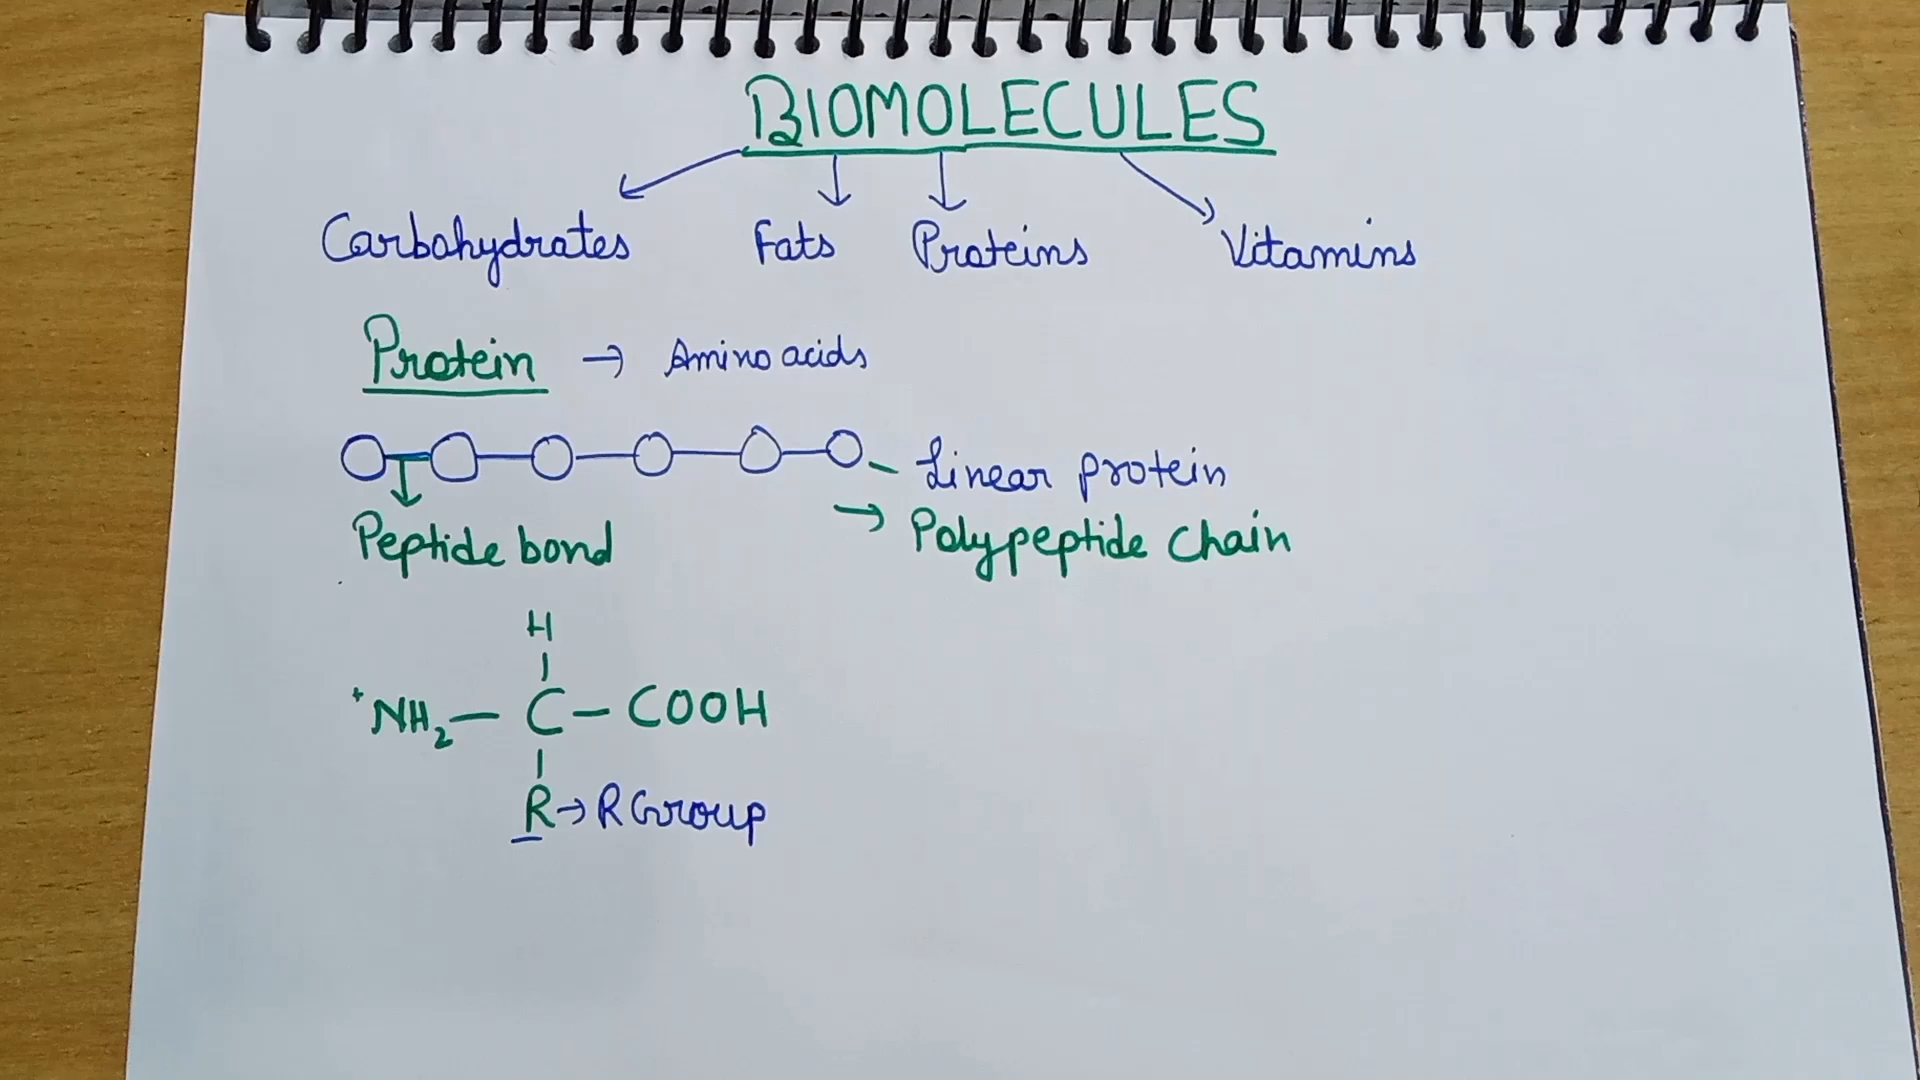 BIOMOLECULES
Carbohydrates Fats Proteins Vitamins
Protein → Amino acids
Linear protein
→ Polypeptide chain
Peptide bond
H
⁺NH₂ — C — COOH
R → R Group